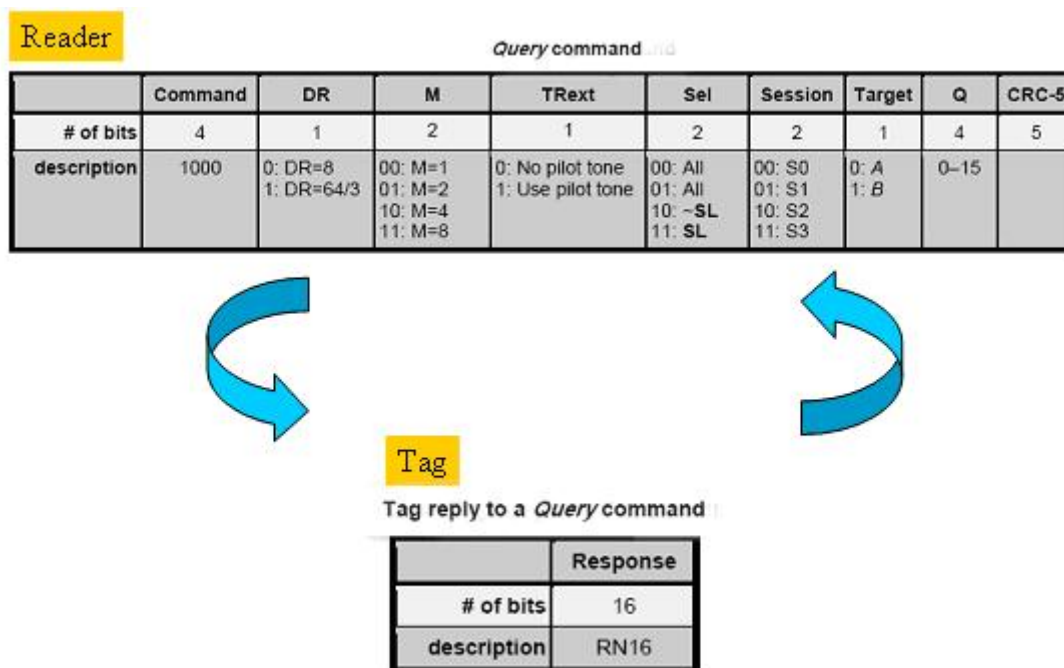 Reader
Query command
Command DR M TRext Sel Session Target Q CRC-5
# of bits 4 1 2 1 2 2 1 4 5
description 1000 0: DR=8 00: M=1 0: No pilot tone 00: All 00: S0 0: A 0–15
1: DR=64/3 01: M=2 1: Use pilot tone 01: All 01: S1 1: B
10: M=4 10: ~SL 10: S2
11: M=8 11: SL 11: S3
Tag
Tag reply to a Query command
Response
# of bits 16
description RN16